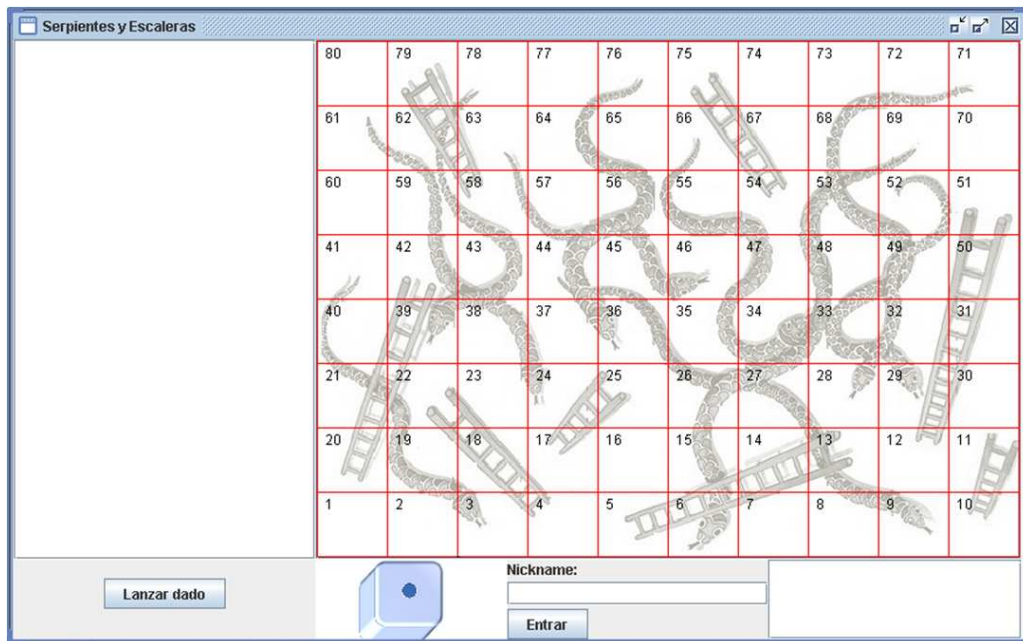 Serpientes y Escaleras
80 79 78 77 76 75 74 73 72 71
61 62 63 64 65 66 67 68 69 70
60 59 58 57 56 55 54 53 52 51
41 42 43 44 45 46 47 48 49 50
40 39 38 37 36 35 34 33 32 31
21 22 23 24 25 26 27 28 29 30
20 19 18 17 16 15 14 13 12 11
1 2 3 4 5 6 7 8 9 10
Nickname:
Lanzar dado
Entrar